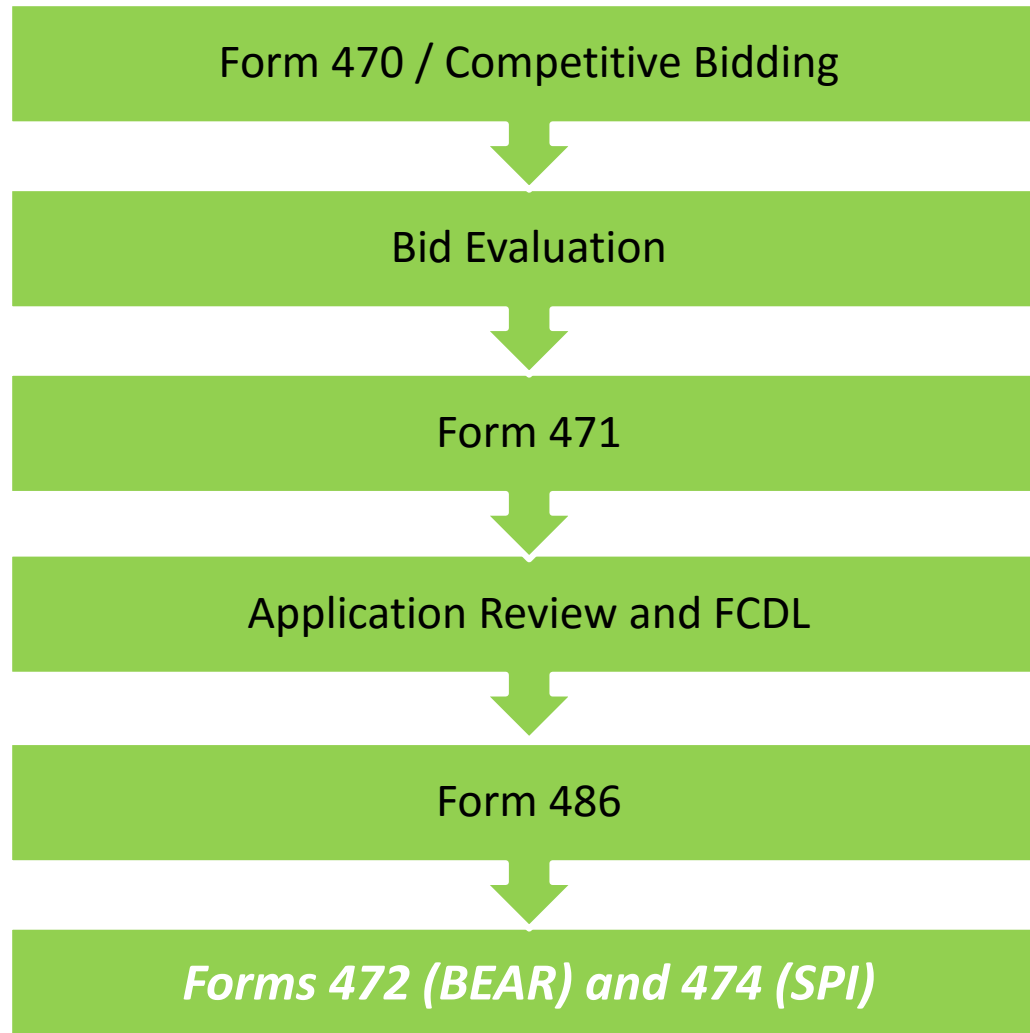 Form 470 / Competitive Bidding
Bid Evaluation
Form 471
Application Review and FCDL
Form 486
Forms 472 (BEAR) and 474 (SPI)